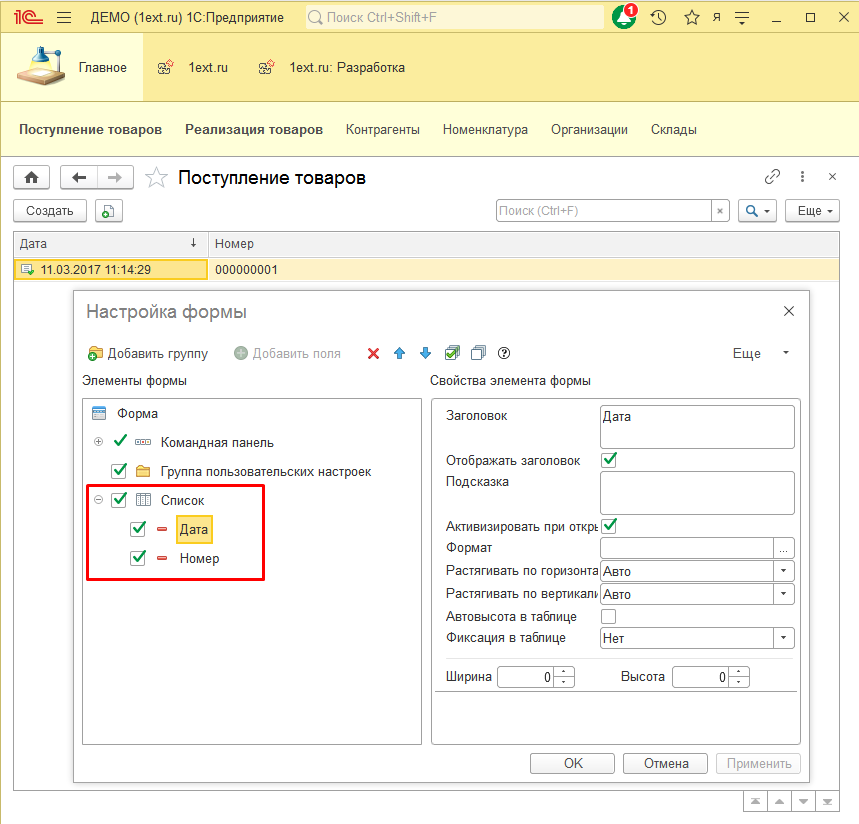 1С ДЕМО (1ext.ru) 1С:Предприятие Поиск Ctrl+Shift+F 1 Я
Главное 1ext.ru 1ext.ru: Разработка
Поступление товаров Реализация товаров Контрагенты Номенклатура Организации Склады
Поступление товаров
Создать Поиск (Ctrl+F) × Еще
Дата ↓ Номер
11.03.2017 11:14:29 000000001
Настройка формы
Добавить группу Добавить поля Еще
Элементы формы Свойства элемента формы
Форма
Командная панель
Группа пользовательских настроек
Список
Дата
Номер
Заголовок Дата
Отображать заголовок
Подсказка
Активизировать при откры
Формат ...
Растягивать по горизонта Авто
Растягивать по вертикали Авто
Автовысота в таблице
Фиксация в таблице Нет
Ширина 0 Высота 0
OK Отмена Применить